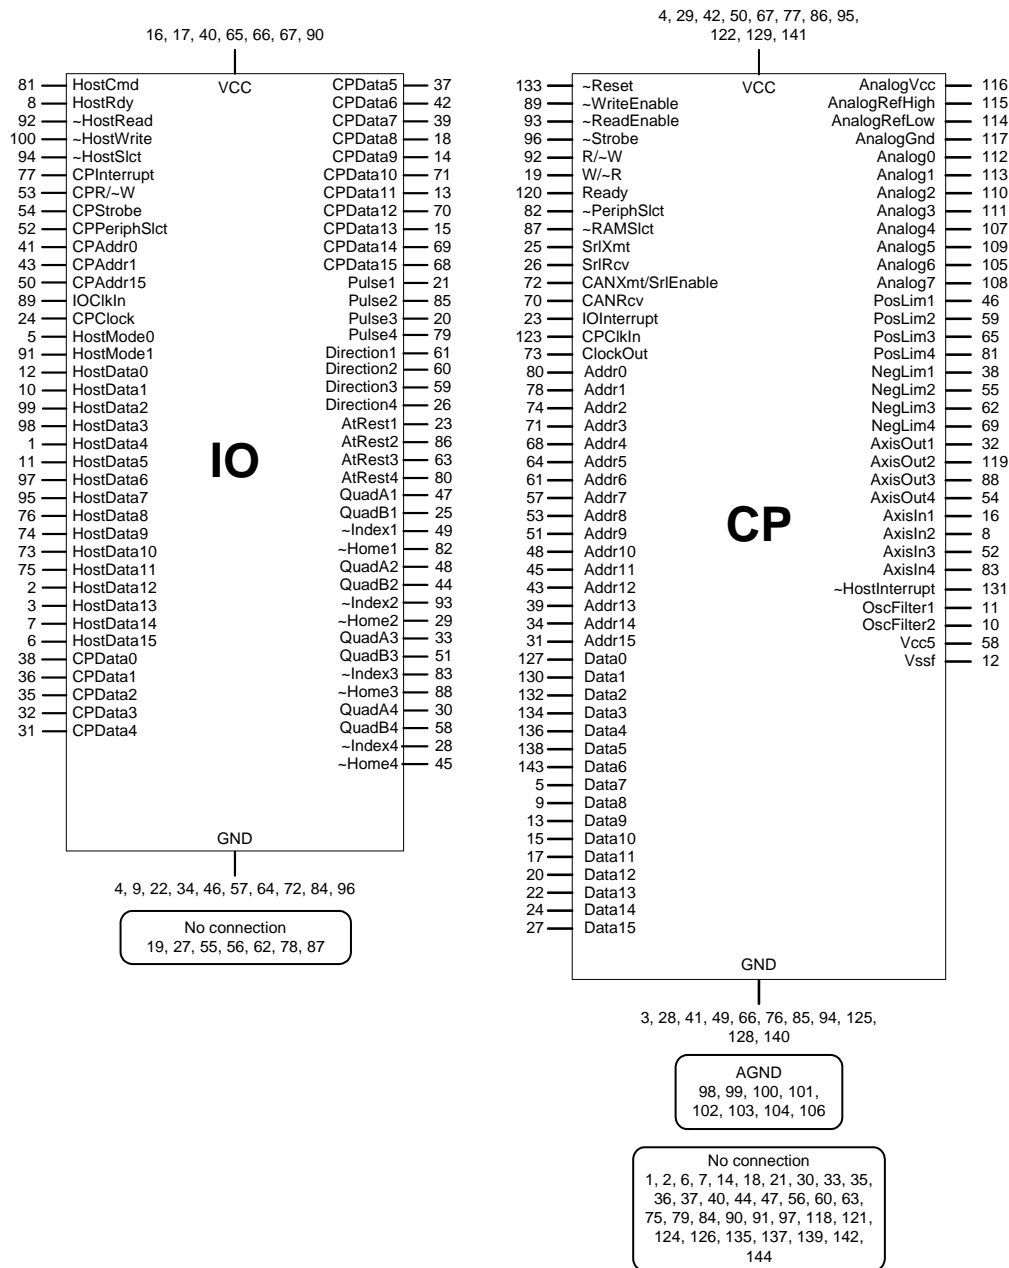 16, 17, 40, 65, 66, 67, 90
VCC
81 HostCmd
8 HostRdy
92 ~HostRead
100 ~HostWrite
94 ~HostSlct
77 CPInterrupt
53 CPR/~W
54 CPStrobe
52 CPPeriphSlct
41 CPAddr0
43 CPAddr1
50 CPAddr15
89 IOClkIn
24 CPClock
5 HostMode0
91 HostMode1
12 HostData0
10 HostData1
99 HostData2
98 HostData3
1 HostData4
11 HostData5
97 HostData6
95 HostData7
76 HostData8
74 HostData9
73 HostData10
75 HostData11
2 HostData12
3 HostData13
7 HostData14
6 HostData15
38 CPData0
36 CPData1
35 CPData2
32 CPData3
31 CPData4
IO
CPData5 37
CPData6 42
CPData7 39
CPData8 18
CPData9 14
CPData10 71
CPData11 13
CPData12 70
CPData13 15
CPData14 69
CPData15 68
Pulse1 21
Pulse2 85
Pulse3 20
Pulse4 79
Direction1 61
Direction2 60
Direction3 59
Direction4 26
AtRest1 23
AtRest2 86
AtRest3 63
AtRest4 80
QuadA1 47
QuadB1 25
~Index1 49
~Home1 82
QuadA2 48
QuadB2 44
~Index2 93
~Home2 29
QuadA3 33
QuadB3 51
~Index3 83
~Home3 88
QuadA4 30
QuadB4 58
~Index4 28
~Home4 45
GND
4, 9, 22, 34, 46, 57, 64, 72, 84, 96
No connection
19, 27, 55, 56, 62, 78, 87
4, 29, 42, 50, 67, 77, 86, 95,
122, 129, 141
VCC
133 ~Reset
89 ~WriteEnable
93 ~ReadEnable
96 ~Strobe
92 R/~W
19 W/~R
120 Ready
82 ~PeriphSlct
87 ~RAMSlct
25 SrlXmt
26 SrlRcv
72 CANXmt/SrlEnable
70 CANRcv
23 IOInterrupt
123 CPClkIn
73 ClockOut
80 Addr0
78 Addr1
74 Addr2
71 Addr3
68 Addr4
64 Addr5
61 Addr6
57 Addr7
53 Addr8
51 Addr9
48 Addr10
45 Addr11
43 Addr12
39 Addr13
34 Addr14
31 Addr15
127 Data0
130 Data1
132 Data2
134 Data3
136 Data4
138 Data5
143 Data6
5 Data7
9 Data8
13 Data9
15 Data10
17 Data11
20 Data12
22 Data13
24 Data14
27 Data15
CP
AnalogVcc 116
AnalogRefHigh 115
AnalogRefLow 114
AnalogGnd 117
Analog0 112
Analog1 113
Analog2 110
Analog3 111
Analog4 107
Analog5 109
Analog6 105
Analog7 108
PosLim1 46
PosLim2 59
PosLim3 65
PosLim4 81
NegLim1 38
NegLim2 55
NegLim3 62
NegLim4 69
AxisOut1 32
AxisOut2 119
AxisOut3 88
AxisOut4 54
AxisIn1 16
AxisIn2 8
AxisIn3 52
AxisIn4 83
~HostInterrupt 131
OscFilter1 11
OscFilter2 10
Vcc5 58
Vssf 12
GND
3, 28, 41, 49, 66, 76, 85, 94, 125,
128, 140
AGND
98, 99, 100, 101,
102, 103, 104, 106
No connection
1, 2, 6, 7, 14, 18, 21, 30, 33, 35,
36, 37, 40, 44, 47, 56, 60, 63,
75, 79, 84, 90, 91, 97, 118, 121,
124, 126, 135, 137, 139, 142,
144